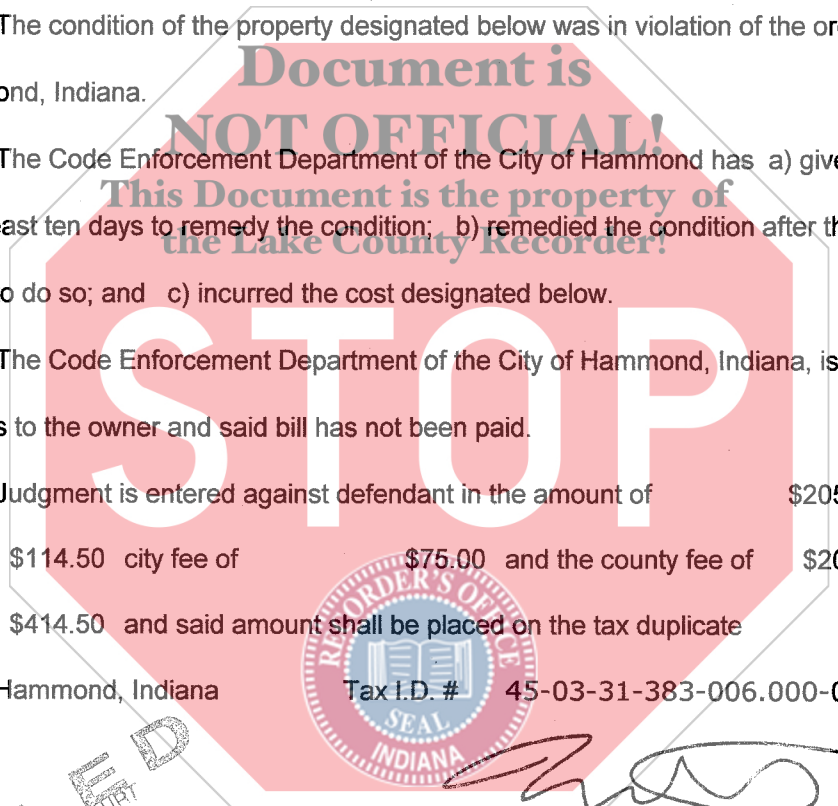 The condition of the property designated below was in violation of the or
Document is
ond, Indiana.
NOT OFFICIAL!
The Code Enforcement Department of the City of Hammond has a) give
This Document is the property of
east ten days to remedy the condition; b) remedied the condition after th
the Lake County Recorder!
o do so; and c) incurred the cost designated below.
STOP
The Code Enforcement Department of the City of Hammond, Indiana, is
s to the owner and said bill has not been paid.
Judgment is entered against defendant in the amount of $205
$114.50 city fee of $75.00 and the county fee of $20
$414.50 and said amount shall be placed on the tax duplicate
Hammond, Indiana Tax I.D. # 45-03-31-383-006.000-0
RECORDER'S OFFICE
SEAL
INDIANA